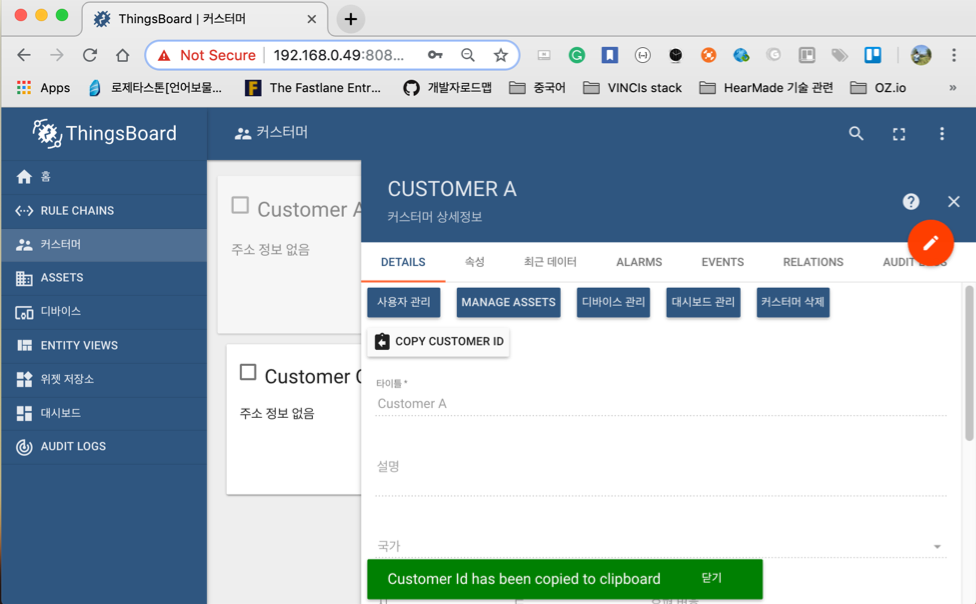 ThingsBoard | 커스터머
Not Secure
192.168.0.49:808...
Apps
로제타스톤[언어보물...
The Fastlane Entr...
개발자로드맵
중국어
VINCIs stack
HearMade 기술 관련
OZ.io
»
ThingsBoard
커스터머
홈
RULE CHAINS
커스터머
ASSETS
디바이스
ENTITY VIEWS
위젯 저장소
대시보드
AUDIT LOGS
Customer A
주소 정보 없음
Customer C
주소 정보 없음
CUSTOMER A
커스터머 상세정보
DETAILS
속성
최근 데이터
ALARMS
EVENTS
RELATIONS
AUDIT LOGS
사용자 관리
MANAGE ASSETS
디바이스 관리
대시보드 관리
커스터머 삭제
COPY CUSTOMER ID
타이틀 *
Customer A
설명
국가
Customer Id has been copied to clipboard
닫기